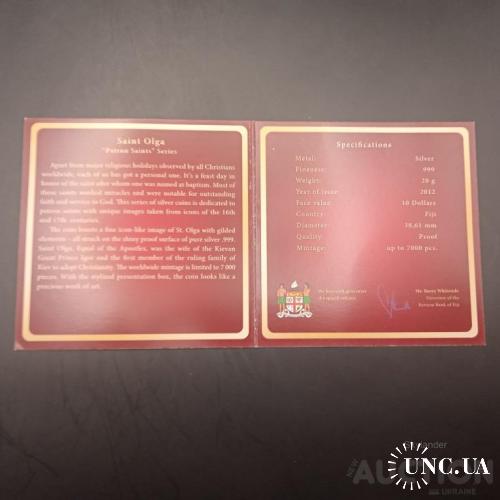 Saint Olga
"Patron Saints" Series
Apart from major religious holidays observed by all Christians
worldwide, each of us has got a personal one. It's a feast day in
honor of the saint after whom one was named at baptism. Most of
these saints worked miracles and were notable for outstanding
faith and service to God. This series of silver coins is dedicated to
patron saints with unique images taken from icons of the 16th
and 17th centuries.
The coin boasts a fine icon-like image of St. Olga with gilded
elements – all struck on the shiny proof surface of pure silver .999.
Saint Olga, Equal of the Apostles, was the wife of the Kievan
Great Prince Igor and the first member of the ruling family of
Kiev to adopt Christianity. The worldwide mintage is limited to 7 000
pieces. With the stylized presentation box, the coin looks like a
precious work of art.
Specifications
Metal: Silver
Fineness: 999
Weight: 20 g
Year of issue: 2012
Face value: 10 Dollars
Country: Fiji
Diameter: 38,61 mm
Quality: Proof
Mintage: up to 7000 pcs.
Mr. Barry Whiteside
Governor of the
Reserve Bank of Fiji
UNC.UA
UKRAINE